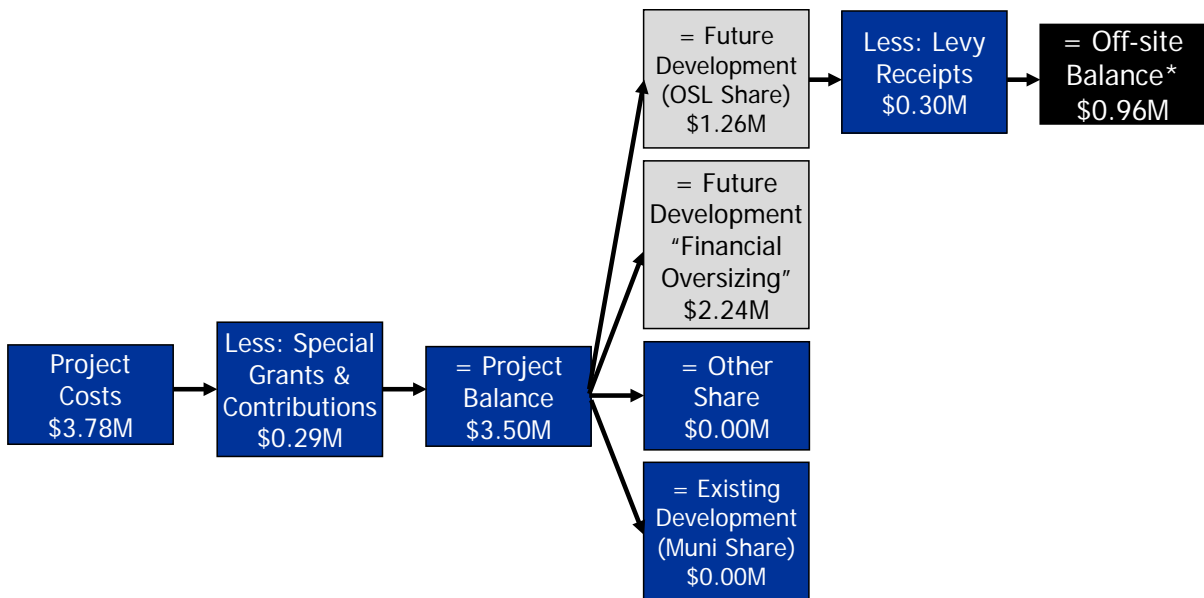 Project
Costs
$3.78M
Less: Special
Grants &
Contributions
$0.29M
= Project
Balance
$3.50M
= Future
Development
(OSL Share)
$1.26M
Less: Levy
Receipts
$0.30M
= Off-site
Balance*
$0.96M
= Future
Development
“Financial
Oversizing”
$2.24M
= Other
Share
$0.00M
= Existing
Development
(Muni Share)
$0.00M